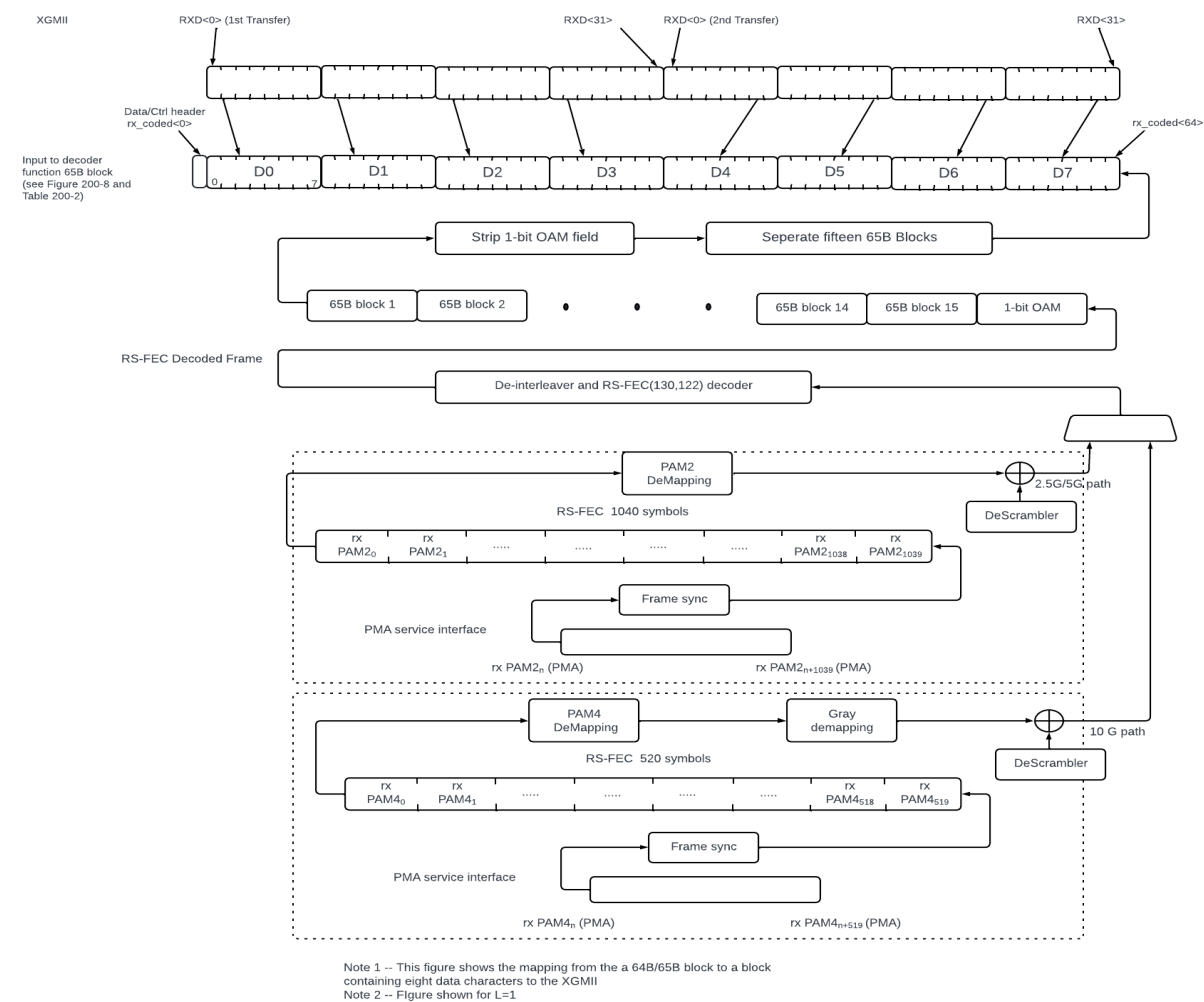 XGMII
RXD<0> (1st Transfer)
RXD<31>
RXD<0> (2nd Transfer)
RXD<31>
Data/Ctrl header
rx_coded<0>
rx_coded<64>
Input to decoder
function 65B block
(see Figure 200-8 and
Table 200-2)
0
D0
7
D1
D2
D3
D4
D5
D6
D7
Strip 1-bit OAM field
Seperate fifteen 65B Blocks
65B block 1
65B block 2
65B block 14
65B block 15
1-bit OAM
RS-FEC Decoded Frame
De-interleaver and RS-FEC(130,122) decoder
PAM2
DeMapping
2.5G/5G path
DeScrambler
RS-FEC 1040 symbols
rx
PAM20
rx
PAM21
.....
.....
.....
.....
rx
PAM21038
rx
PAM21039
Frame sync
PMA service interface
rx PAM2n (PMA)
rx PAM2n+1039 (PMA)
PAM4
DeMapping
Gray
demapping
10 G path
DeScrambler
RS-FEC 520 symbols
rx
PAM40
rx
PAM41
.....
.....
.....
.....
rx
PAM4518
rx
PAM4519
Frame sync
PMA service interface
rx PAM4n (PMA)
rx PAM4n+519 (PMA)
Note 1 -- This figure shows the mapping from the a 64B/65B block to a block
containing eight data characters to the XGMII
Note 2 -- FIgure shown for L=1